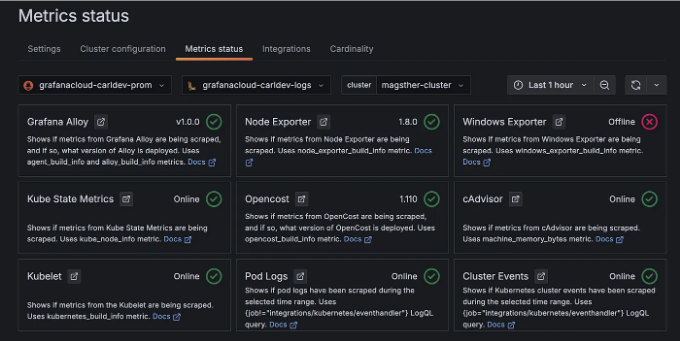 Metrics status
Settings Cluster configuration Metrics status Integrations Cardinality
grafanacloud-carldev-prom grafanacloud-carldev-logs cluster magsther-cluster Last 1 hour
Grafana Alloy v1.0.0
Shows if metrics from Grafana Alloy are being scraped,
and if so, what version of Alloy is deployed. Uses
agent_build_info and alloy_build_info metrics. Docs
Node Exporter 1.8.0
Shows if metrics from Node Exporter are being
scraped. Uses node_exporter_build_info metric. Docs
Windows Exporter Offline
Shows if metrics from Windows Exporter are being
scraped. Uses windows_exporter_build_info metric.
Docs
Kube State Metrics Online
Shows if metrics from Kube State Metrics are being
scraped. Uses kube_node_info metric. Docs
Opencost 1.110
Shows if metrics from OpenCost are being scraped,
and if so, what version of OpenCost is deployed. Uses
opencost_build_info metric. Docs
cAdvisor Online
Shows if metrics from cAdvisor are being scraped.
Uses machine_memory_bytes metric. Docs
Kubelet Online
Shows if metrics from the Kubelet are being scraped.
Uses kubernetes_build_info metric. Docs
Pod Logs Online
Shows if pod logs have been scraped during the
selected time range. Uses
{job!="integrations/kubernetes/eventhandler"} LogQL
query. Docs
Cluster Events Online
Shows if Kubernetes cluster events have been scraped
during the selected time range. Uses
{job="integrations/kubernetes/eventhandler"} LogQL
query. Docs